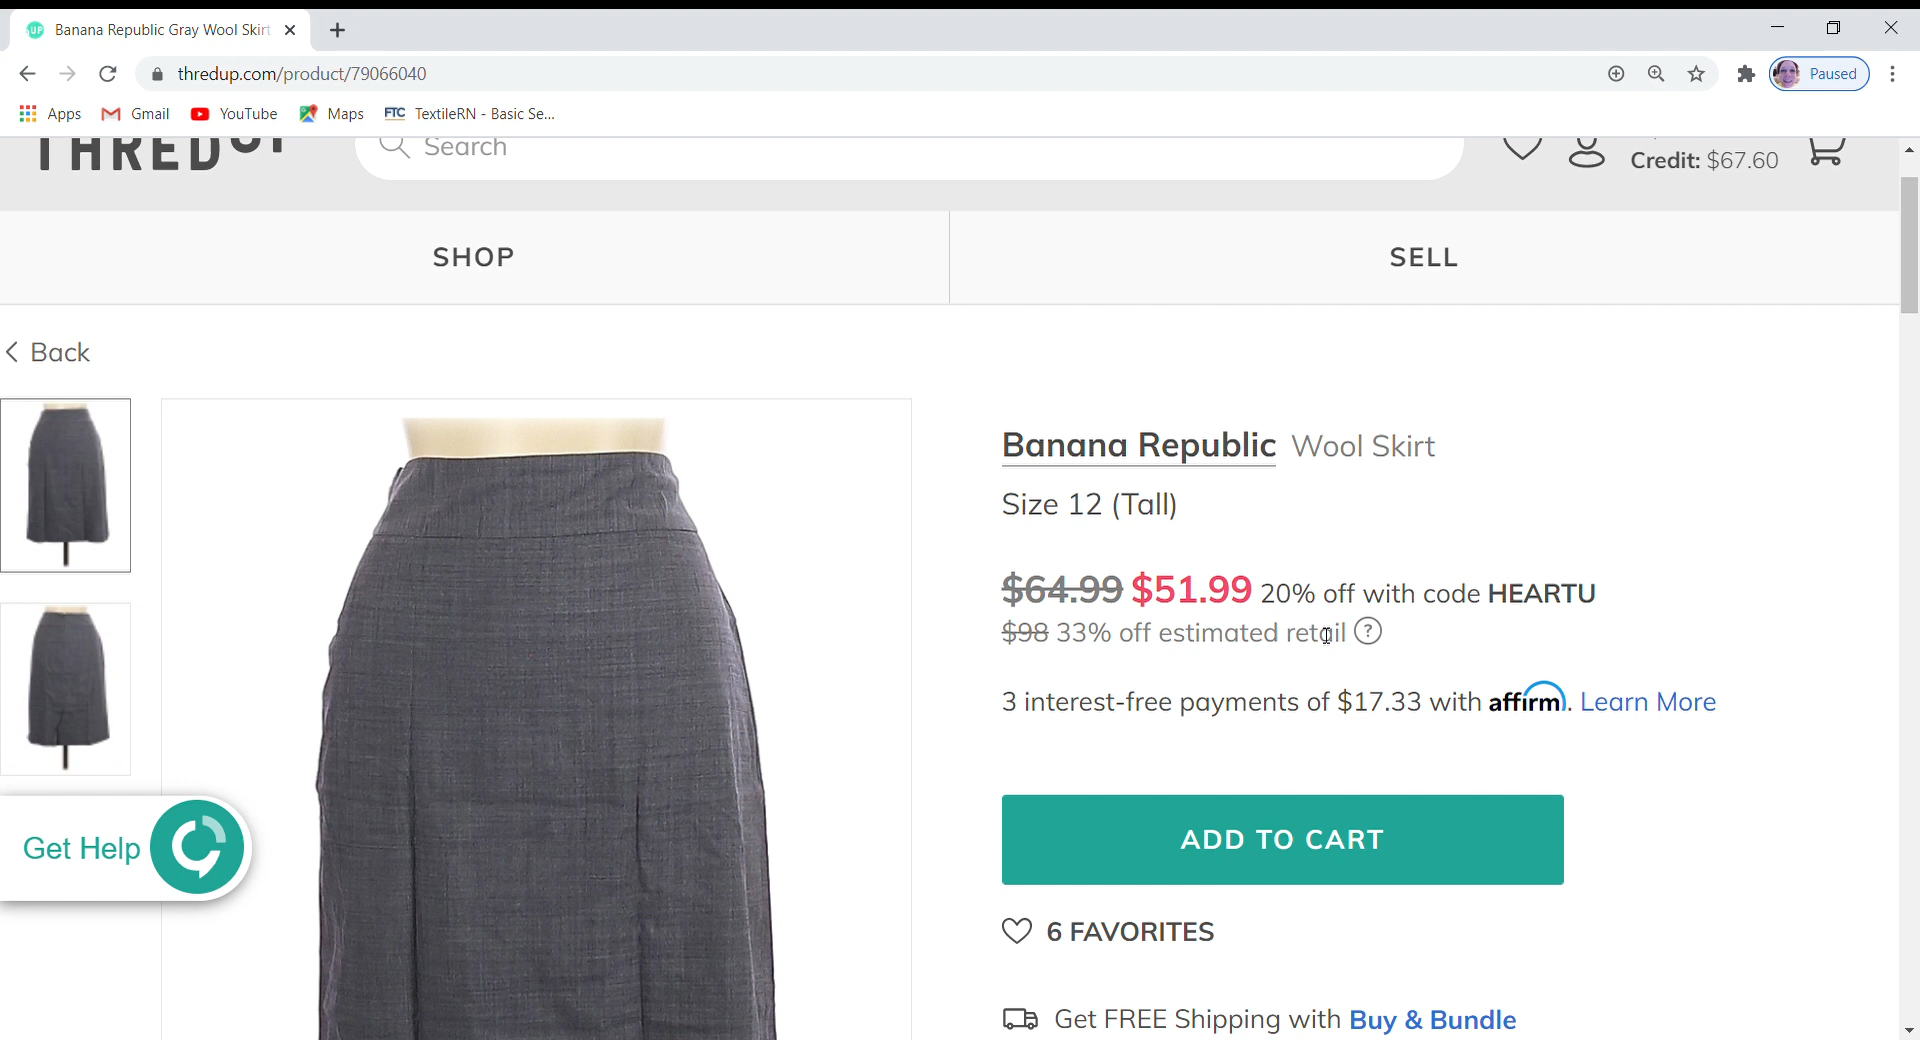 Banana Republic Gray Wool Skirt
thredup.com/product/79066040
Paused
Apps
Gmail
YouTube
Maps
FTC
TextileRN - Basic Se...
THREDUP
Search
Credit: $67.60
SHOP
SELL
Back
Banana Republic Wool Skirt
Size 12 (Tall)
$64.99 $51.99 20% off with code HEARTU
$98 33% off estimated retail ?
3 interest-free payments of $17.33 with affirm. Learn More
Get Help
ADD TO CART
6 FAVORITES
Get FREE Shipping with Buy & Bundle